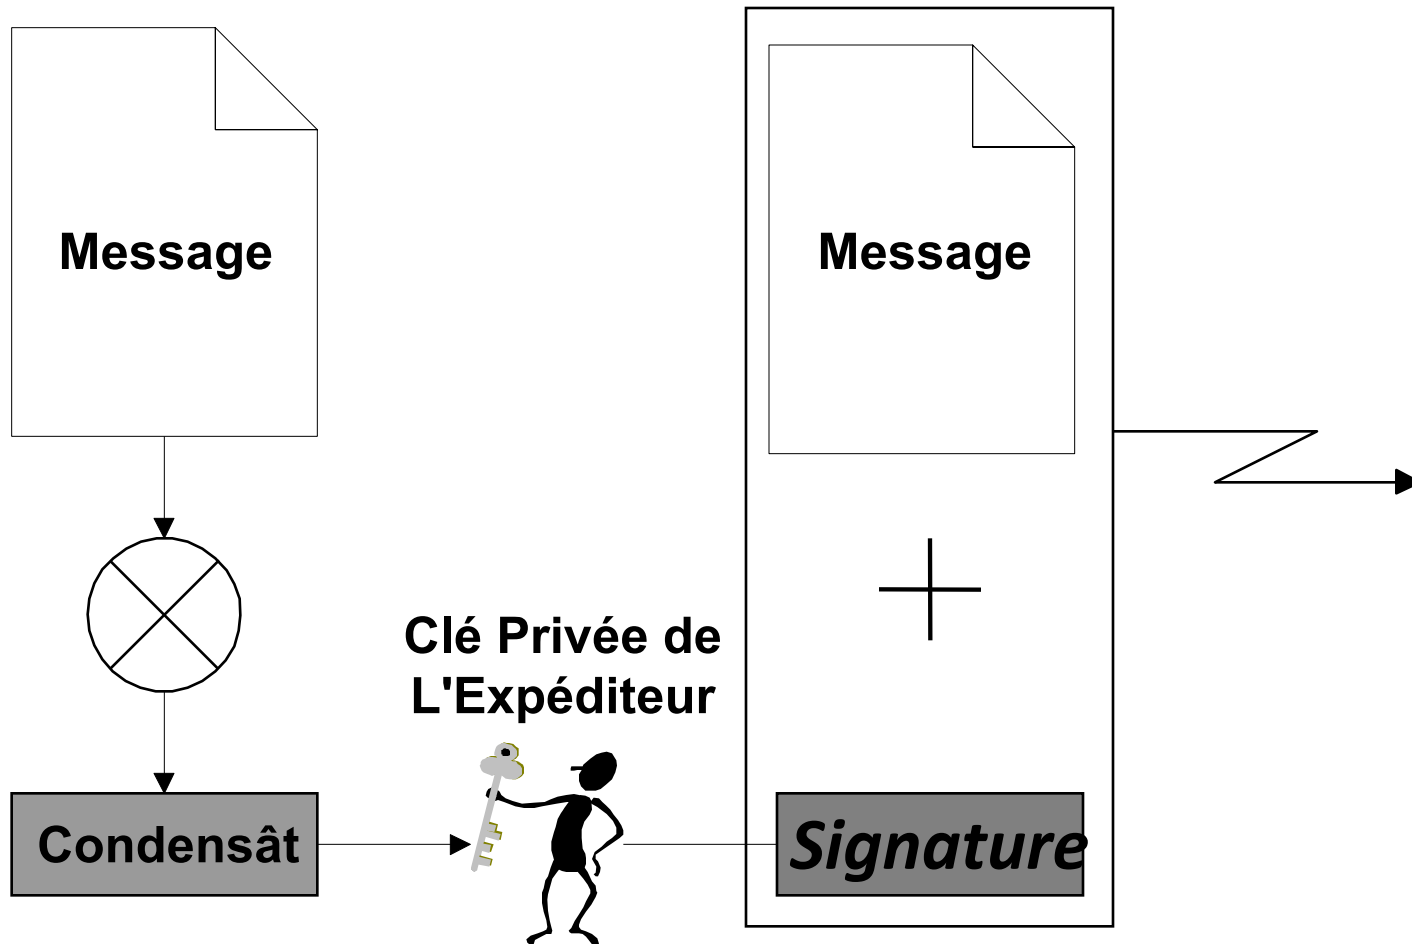 Message
Message
Clé Privée de
L'Expéditeur
Condensât
Signature